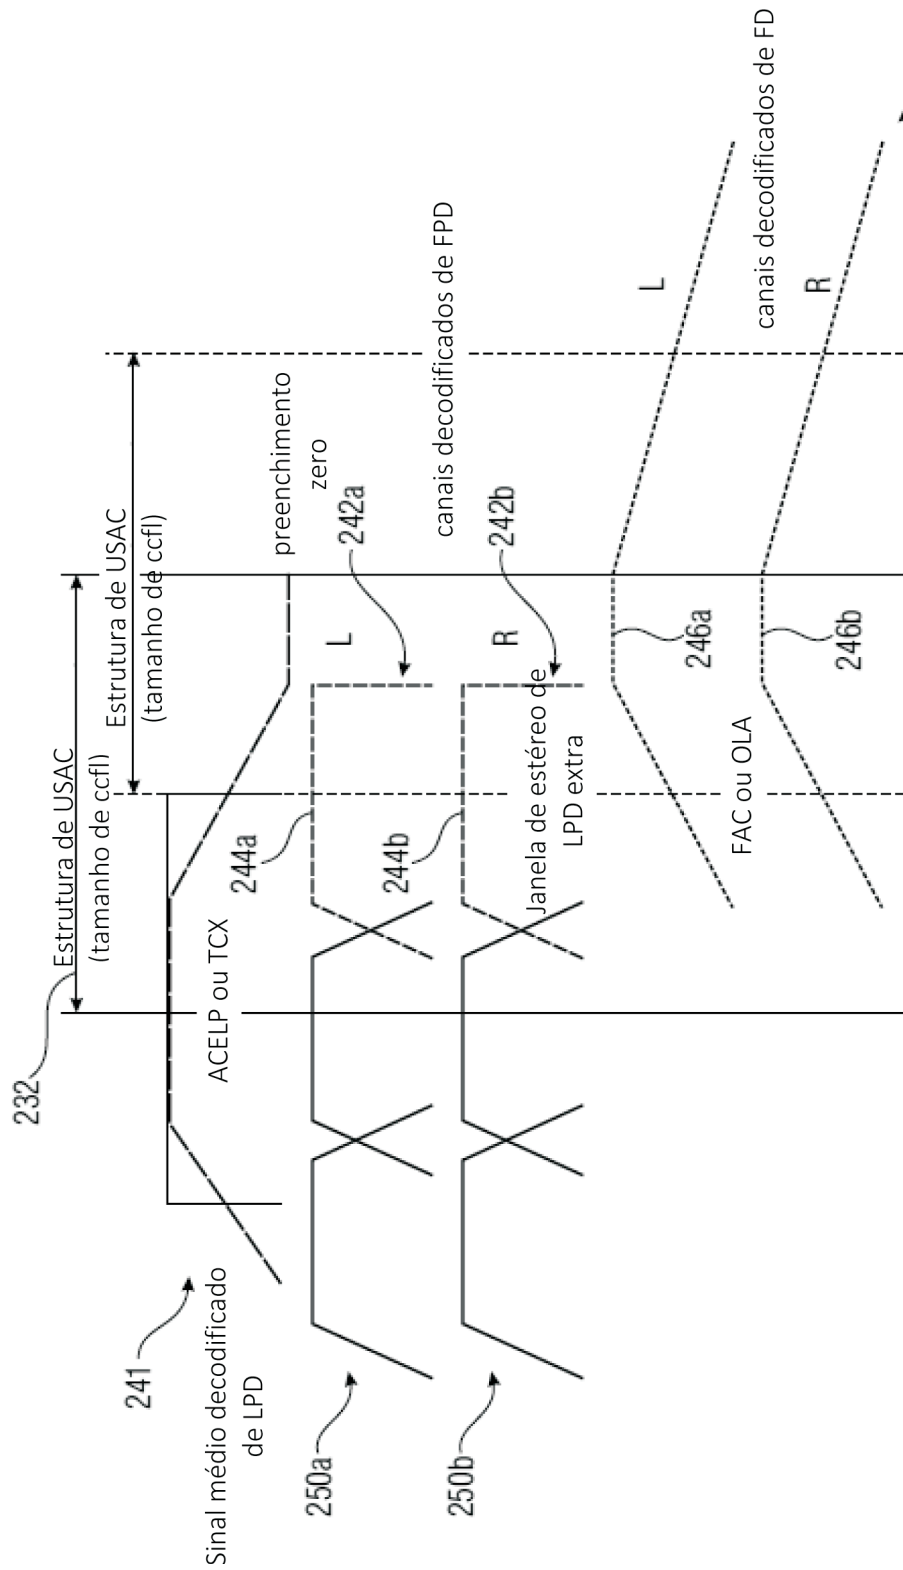 232
Estrutura de USAC
(tamanho de ccfl)
Estrutura de USAC
(tamanho de ccfl)
241
Sinal médio decodificado
de LPD
ACELP ou TCX
preenchimento
zero
250a
244a
L
242a
canais decodificados de FPD
250b
244b
R
242b
Janela de estéreo de
LPD extra
246a
L
FAC ou OLA
canais decodificados de FD
246b
R